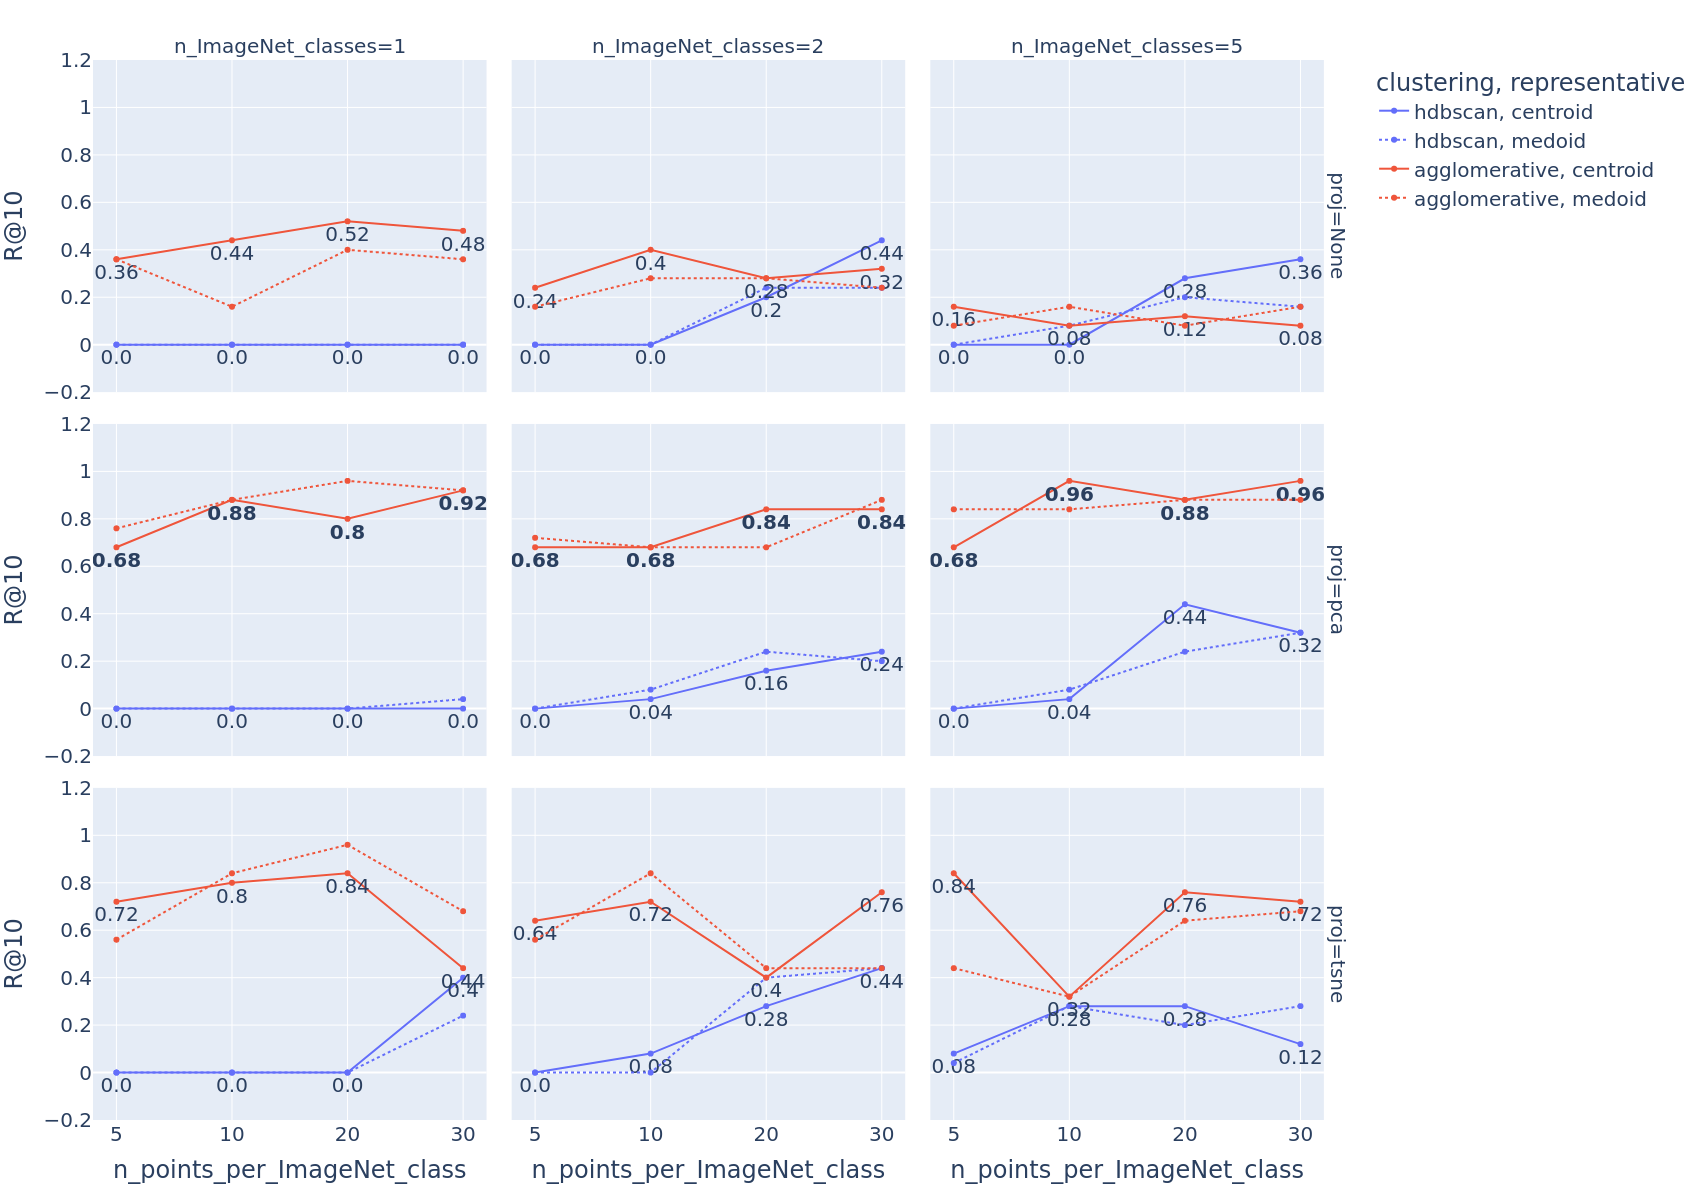 n_ImageNet_classes=1 n_ImageNet_classes=2 n_ImageNet_classes=5
clustering, representative
hdbscan, centroid
hdbscan, medoid
agglomerative, centroid
agglomerative, medoid
R@10
1.2
1
0.8
0.6
0.4
0.2
0
−0.2
0.36 0.44 0.52 0.48
0.0 0.0 0.0 0.0
0.24 0.4 0.28 0.32
0.0 0.0 0.2 0.44
0.16 0.08 0.12 0.08
0.0 0.0 0.28 0.36
proj=None
R@10
1.2
1
0.8
0.6
0.4
0.2
0
−0.2
0.68 0.88 0.8 0.92
0.0 0.0 0.0 0.0
0.68 0.68 0.84 0.84
0.0 0.04 0.16 0.24
0.68 0.96 0.88 0.96
0.0 0.04 0.44 0.32
proj=pca
R@10
1.2
1
0.8
0.6
0.4
0.2
0
−0.2
0.72 0.8 0.84 0.44
0.0 0.0 0.0 0.4
0.64 0.72 0.4 0.76
0.0 0.08 0.28 0.44
0.84 0.32 0.76 0.72
0.08 0.28 0.28 0.12
proj=tsne
5 10 20 30 5 10 20 30 5 10 20 30
n_points_per_ImageNet_class n_points_per_ImageNet_class n_points_per_ImageNet_class